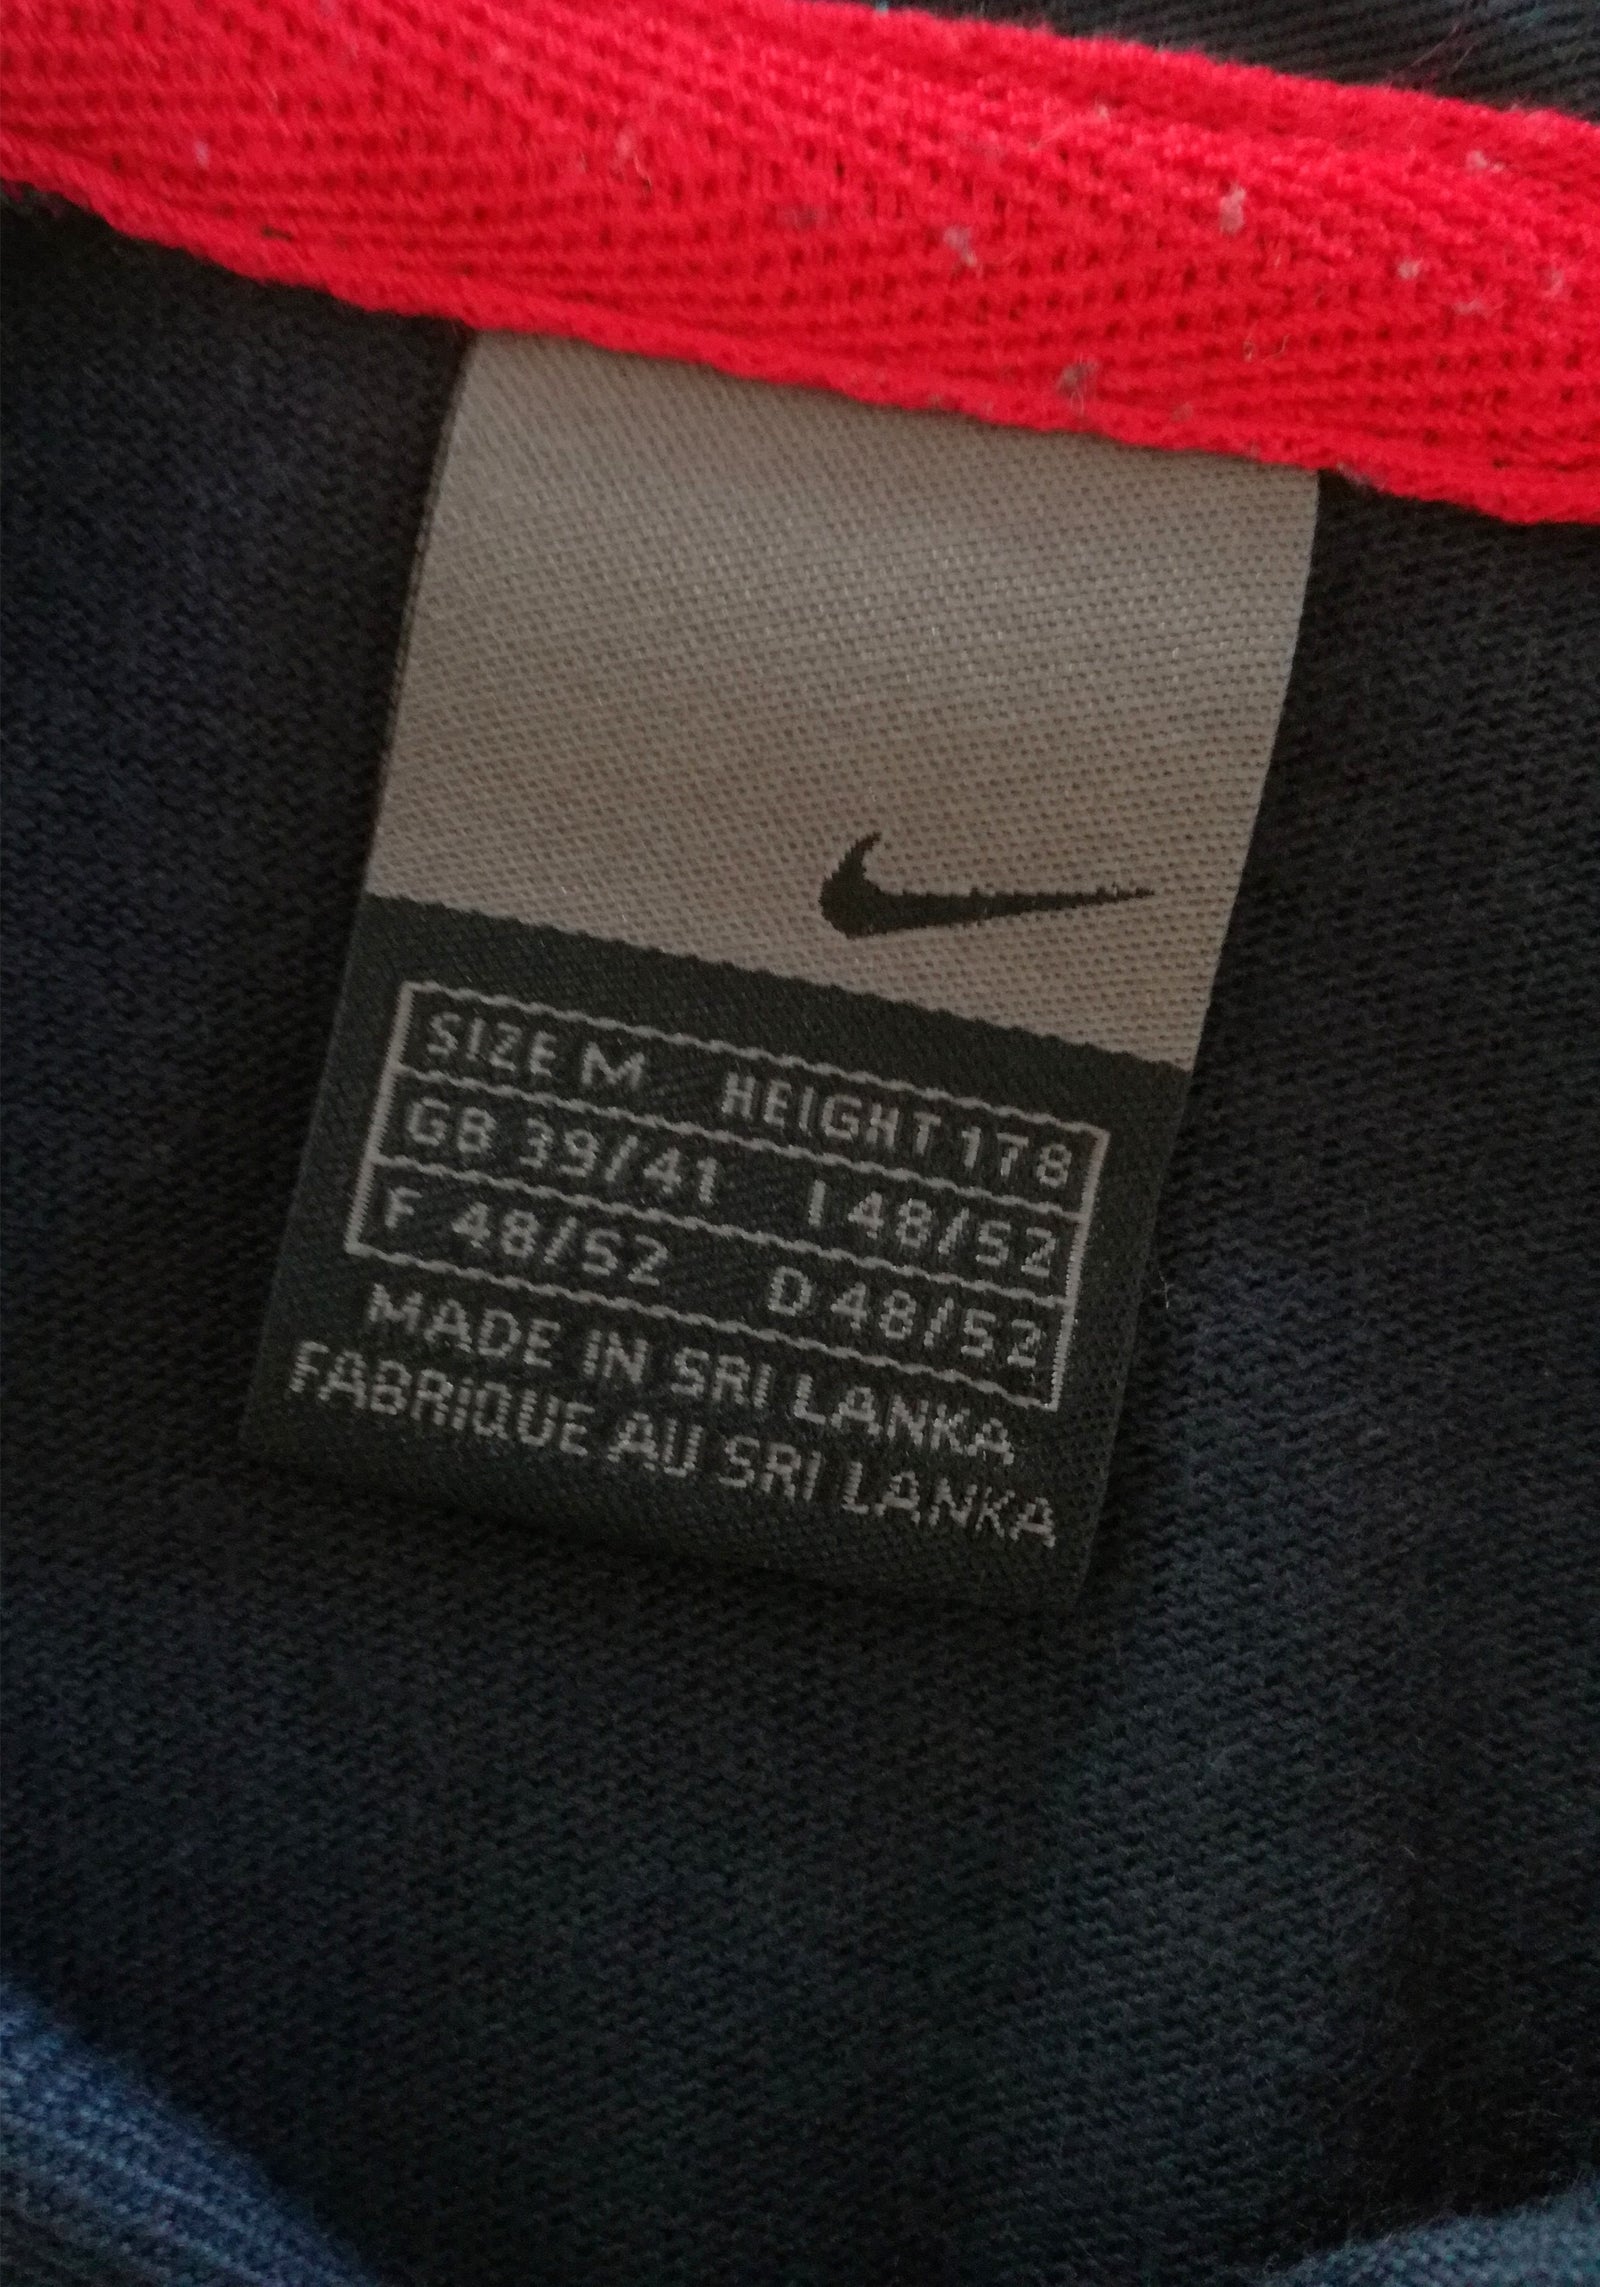 SIZE M HEIGHT 178
GB 39/41 I 48/52
F 48/52 D 48/52
MADE IN SRI LANKA
FABRIQUE AU SRI LANKA